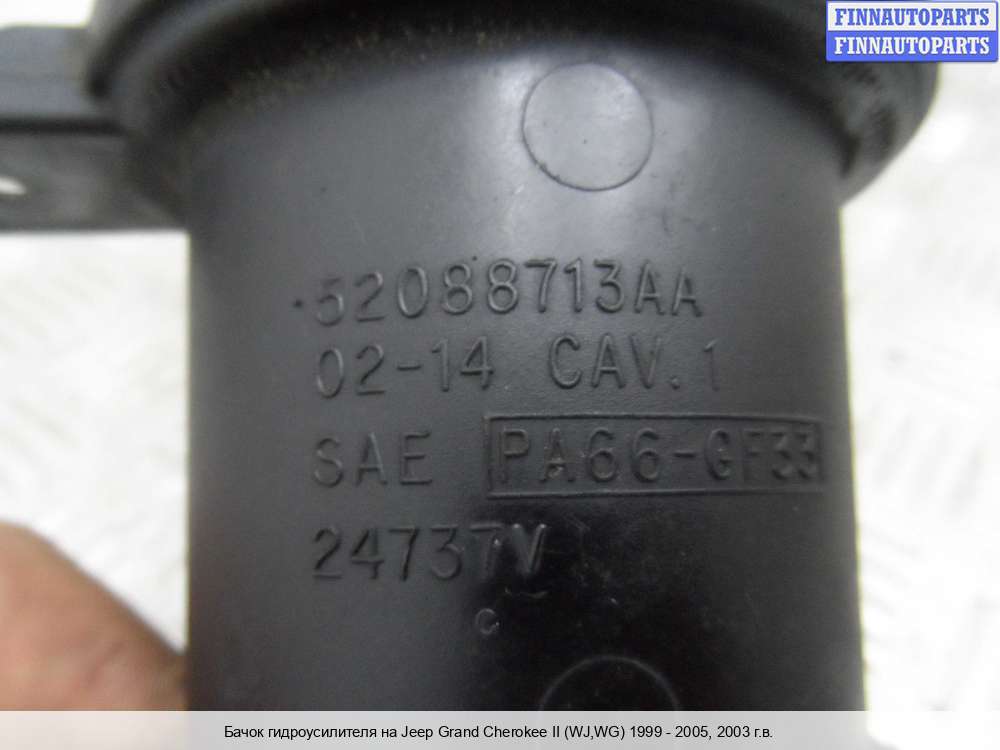 FINNAUTOPARTS
FINNAUTOPARTS
52088713AA
02-14 CAV. 1
SAE PA66-GF33
24737V
Бачок гидроусилителя на Jeep Grand Cherokee II (WJ,WG) 1999 - 2005, 2003 г.в.